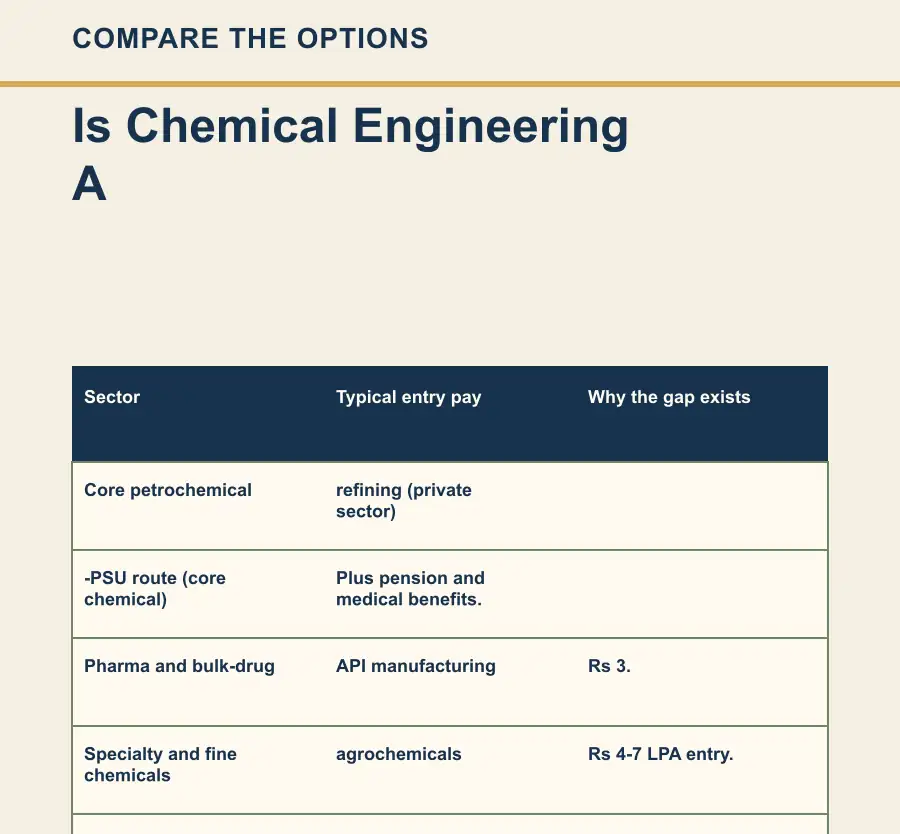 COMPARE THE OPTIONS
Is Chemical Engineering
A
Sector Typical entry pay Why the gap exists
Core petrochemical refining (private
sector)
-PSU route (core Plus pension and
chemical) medical benefits.
Pharma and bulk-drug API manufacturing Rs 3.
Specialty and fine agrochemicals Rs 4-7 LPA entry.
chemicals